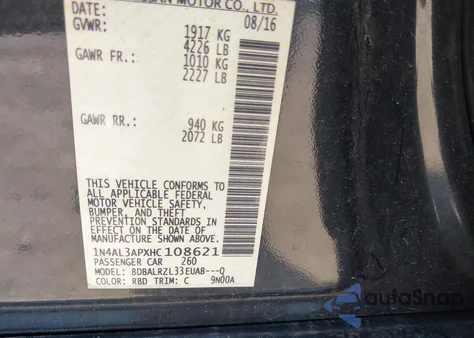 DATE:
MOTOR CO., LTD.
08/16
GVWR: 1917 KG
4226 LB
GAWR FR: 1010 KG
2227 LB
GAWR RR: 940 KG
2072 LB
THIS VEHICLE CONFORMS TO
ALL APPLICABLE FEDERAL
MOTOR VEHICLE SAFETY,
BUMPER, AND THEFT
PREVENTION STANDARDS IN
EFFECT ON THE DATE OF
MANUFACTURE SHOWN ABOVE.
1N4AL3APXHC108621
PASSENGER CAR 260
MODEL: BDBALRZL33EUAB---Q
COLOR: RBD TRIM: C 9N00A
autoSnap